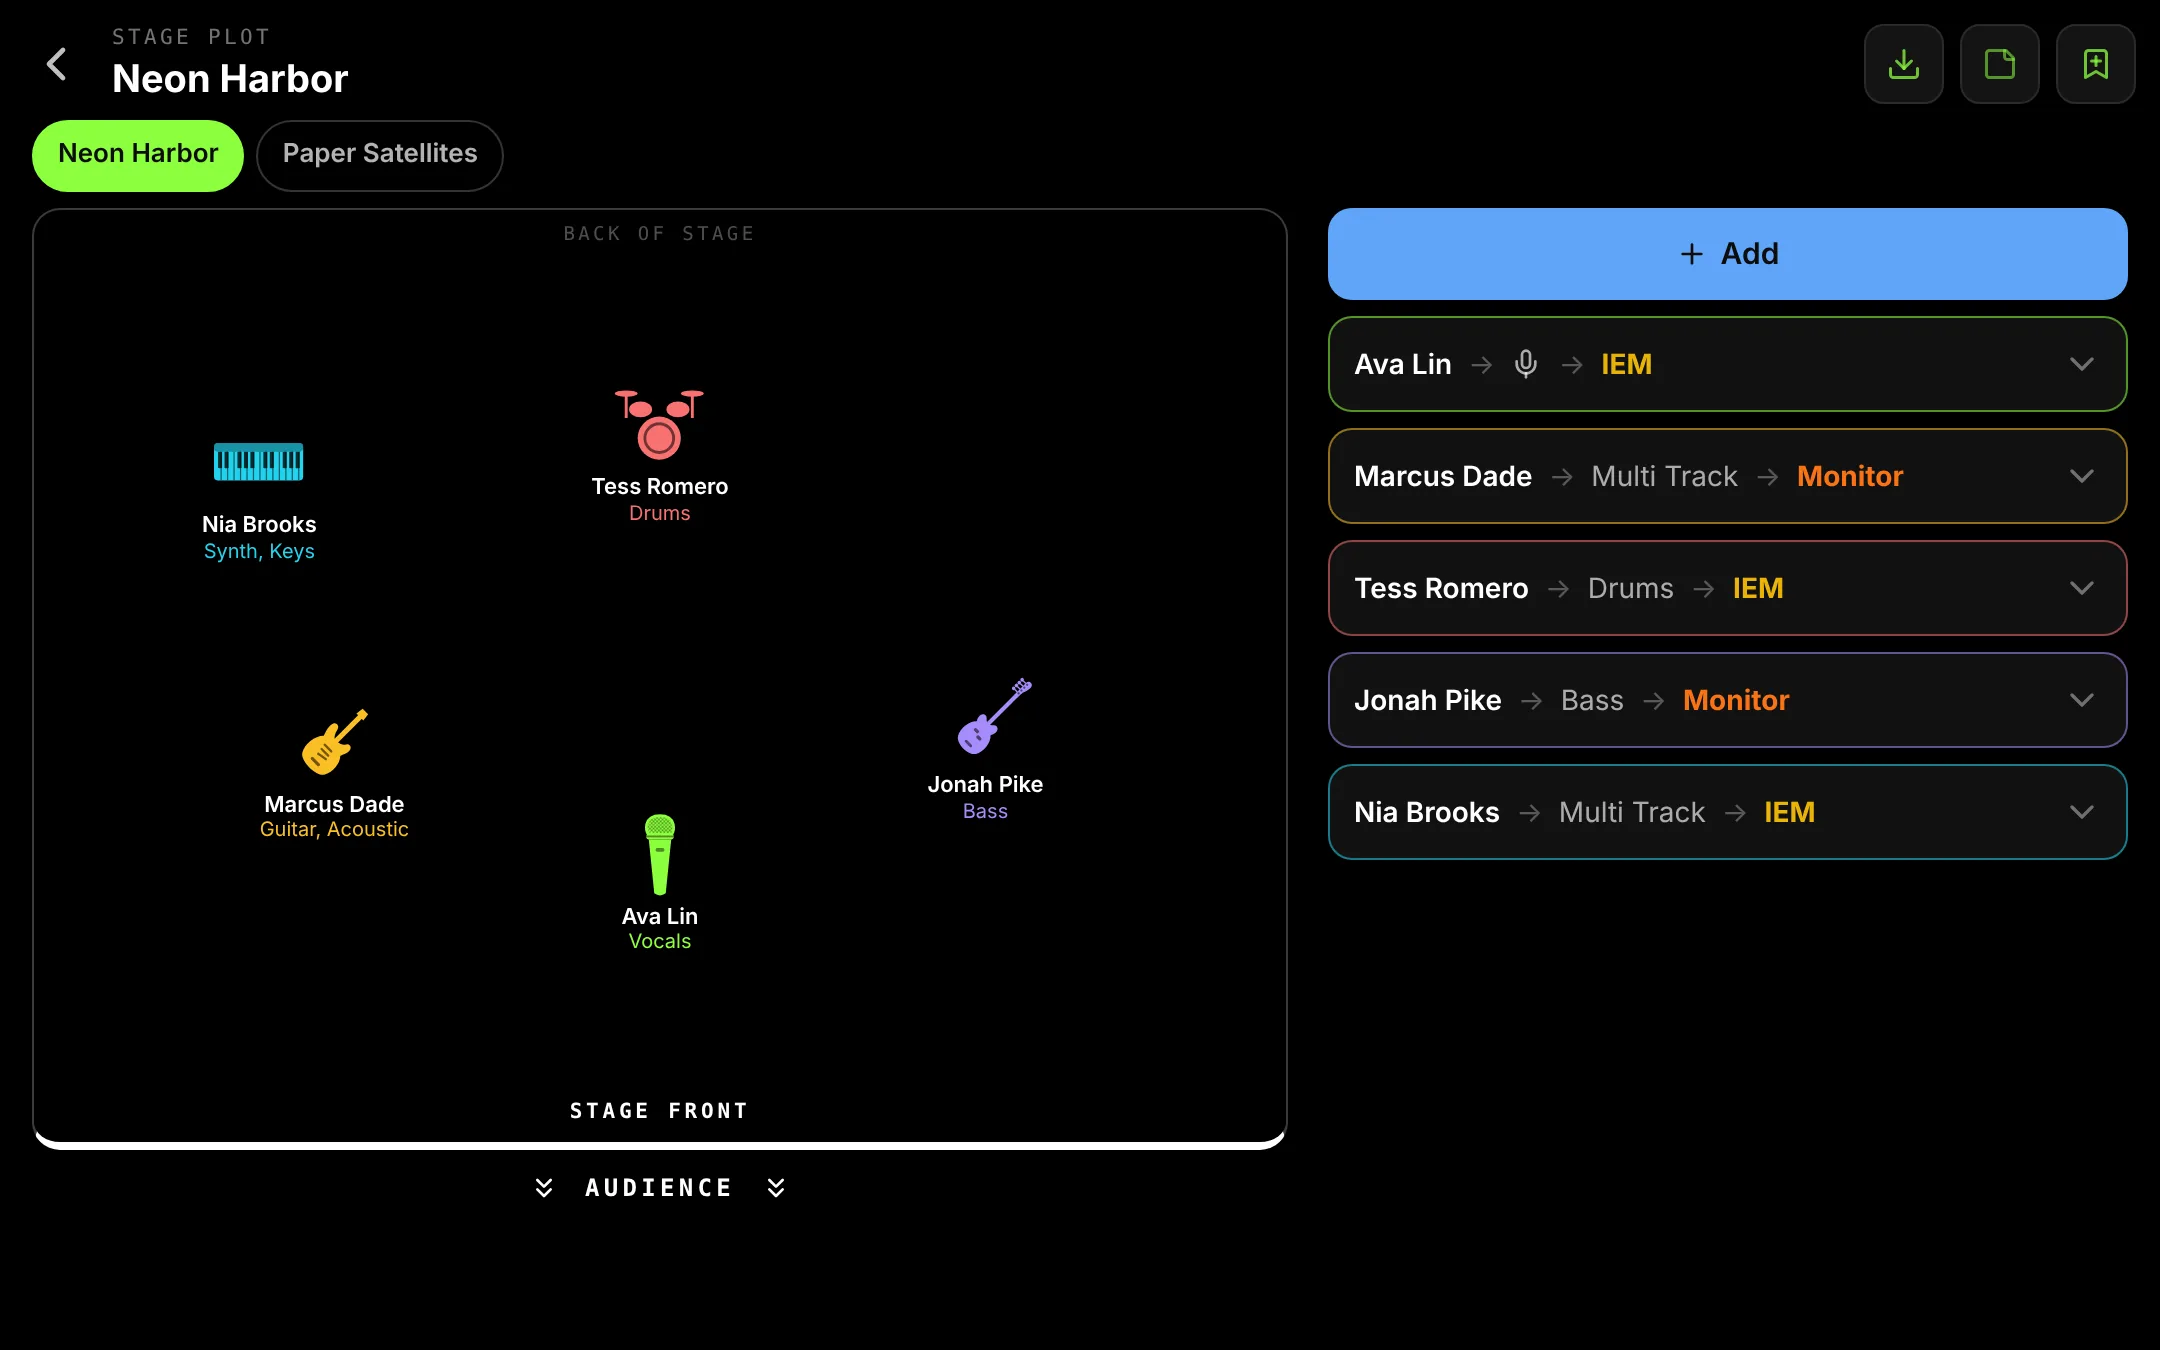 STAGE PLOT
Neon Harbor
Neon Harbor
Paper Satellites
BACK OF STAGE
Tess Romero
Drums
Nia Brooks
Synth, Keys
Marcus Dade
Guitar, Acoustic
Jonah Pike
Bass
Ava Lin
Vocals
STAGE FRONT
AUDIENCE
+ Add
Ava Lin → → IEM
Marcus Dade → Multi Track → Monitor
Tess Romero → Drums → IEM
Jonah Pike → Bass → Monitor
Nia Brooks → Multi Track → IEM